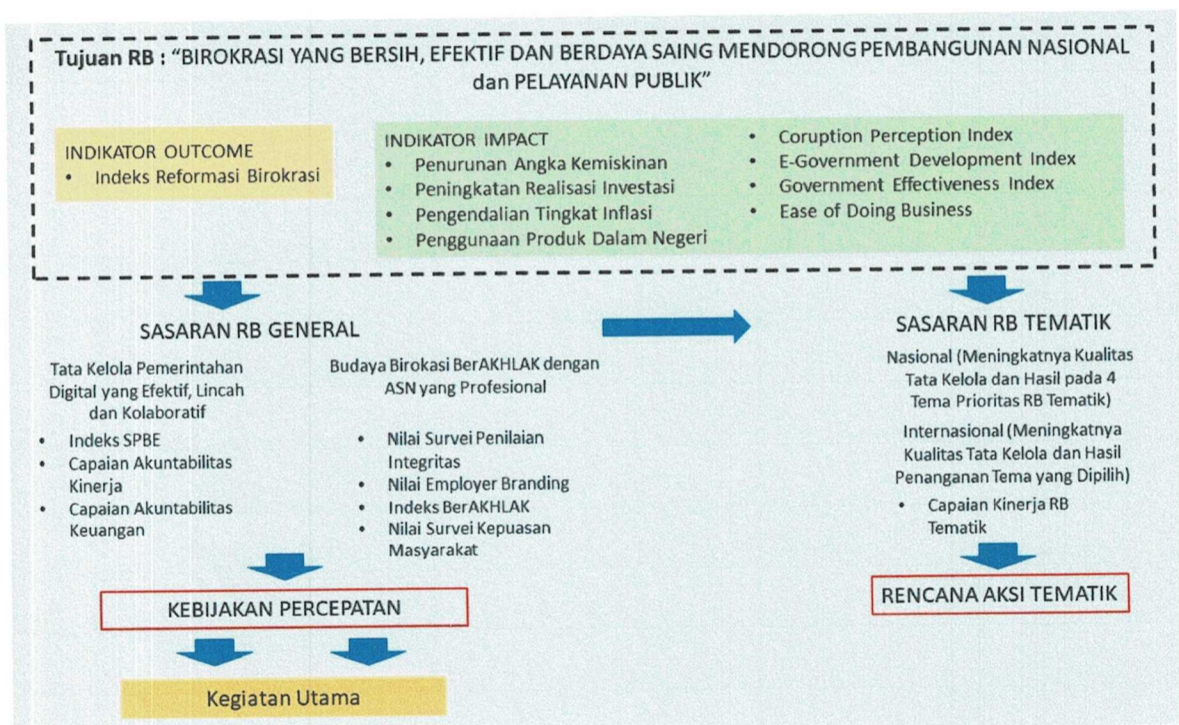 Tujuan RB : “BIROKRASI YANG BERSIH, EFEKTIF DAN BERDAYA SAING MENDORONG PEMBANGUNAN NASIONAL
dan PELAYANAN PUBLIK”
INDIKATOR OUTCOME
• Indeks Reformasi Birokrasi
INDIKATOR IMPACT
• Penurunan Angka Kemiskinan
• Peningkatan Realisasi Investasi
• Pengendalian Tingkat Inflasi
• Penggunaan Produk Dalam Negeri
• Coruption Perception Index
• E-Government Development Index
• Government Effectiveness Index
• Ease of Doing Business
SASARAN RB GENERAL
Tata Kelola Pemerintahan
Digital yang Efektif, Lincah
dan Kolaboratif
• Indeks SPBE
• Capaian Akuntabilitas
Kinerja
• Capaian Akuntabilitas
Keuangan
Budaya Birokasi BerAKHLAK dengan
ASN yang Profesional
• Nilai Survei Penilaian
Integritas
• Nilai Employer Branding
• Indeks BerAKHLAK
• Nilai Survei Kepuasan
Masyarakat
KEBIJAKAN PERCEPATAN
Kegiatan Utama
SASARAN RB TEMATIK
Nasional (Meningkatnya Kualitas
Tata Kelola dan Hasil pada 4
Tema Prioritas RB Tematik)
Internasional (Meningkatnya
Kualitas Tata Kelola dan Hasil
Penanganan Tema yang Dipilih)
• Capaian Kinerja RB
Tematik
RENCANA AKSI TEMATIK